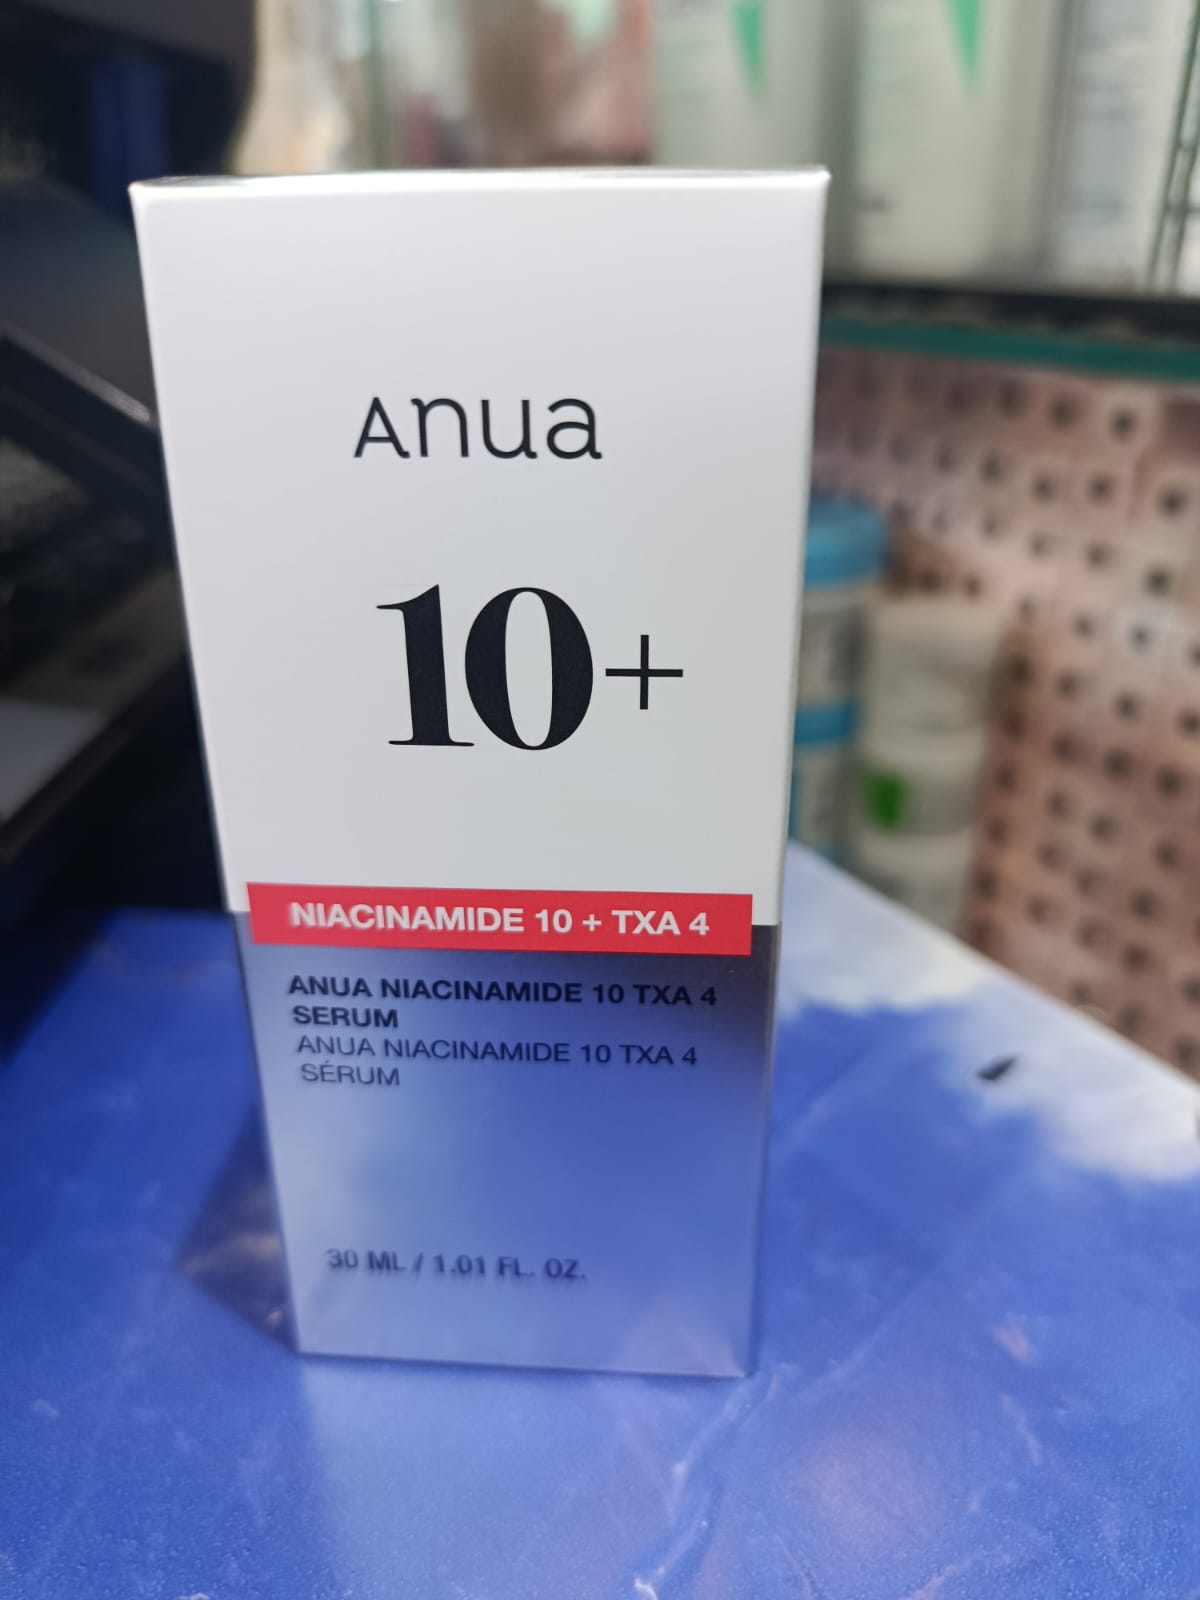 Anua
10+
NIACINAMIDE 10 + TXA 4
ANUA NIACINAMIDE 10 TXA 4
SERUM
ANUA NIACINAMIDE 10 TXA 4
SÉRUM
30 ML / 1.01 FL. OZ.